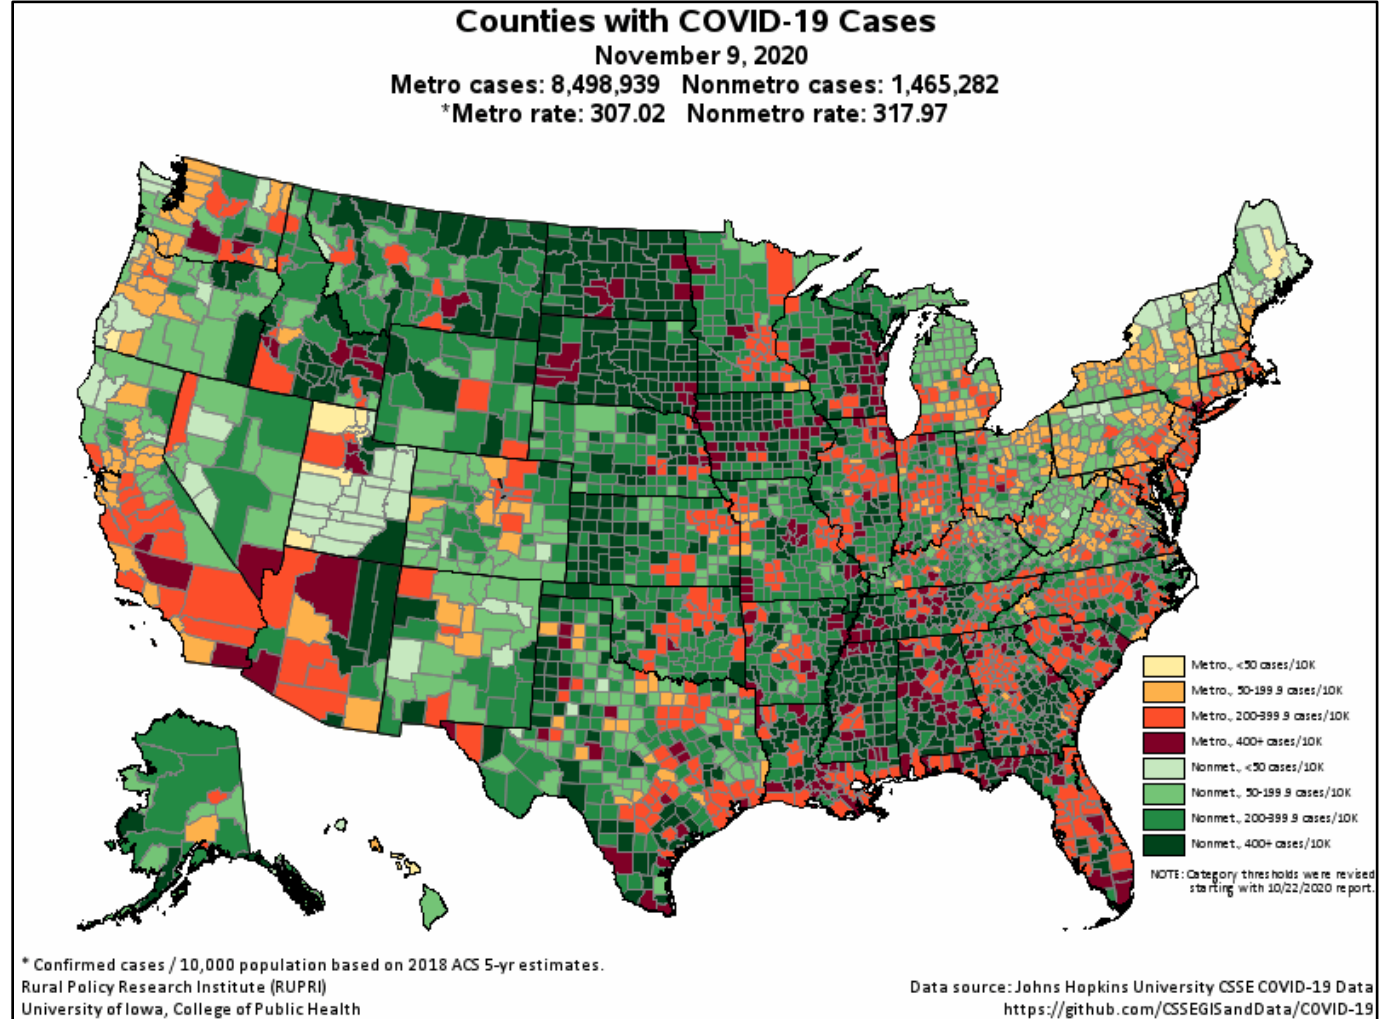 Counties with COVID-19 Cases
November 9, 2020
Metro cases: 8,498,939 Nonmetro cases: 1,465,282
*Metro rate: 307.02 Nonmetro rate: 317.97
Metro., <50 cases/10K
Metro., 50-199.9 cases/10K
Metro., 200-399.9 cases/10K
Metro., 400+ cases/10K
Nonmet., <50 cases/10K
Nonmet., 50-199.9 cases/10K
Nonmet., 200-399.9 cases/10K
Nonmet., 400+ cases/10K
NOTE: Category thresholds were revised
starting with 10/22/2020 report.
* Confirmed cases / 10,000 population based on 2018 ACS 5-yr estimates.
Rural Policy Research Institute (RUPRI)
University of Iowa, College of Public Health
Data source: Johns Hopkins University CSSE COVID-19 Data
https://github.com/CSSEGISandData/COVID-19